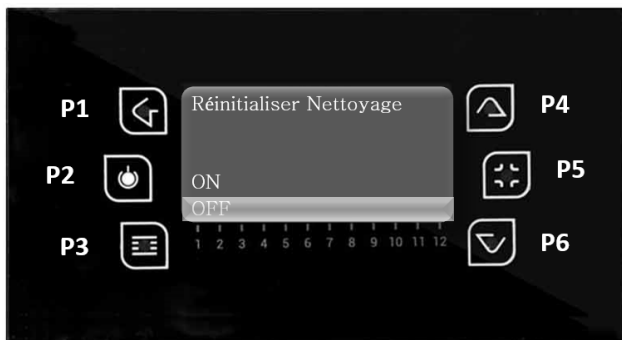 P1
Réinitialiser Nettoyage
P4
P2
ON
P5
OFF
P3
1 2 3 4 5 6 7 8 9 10 11 12
P6